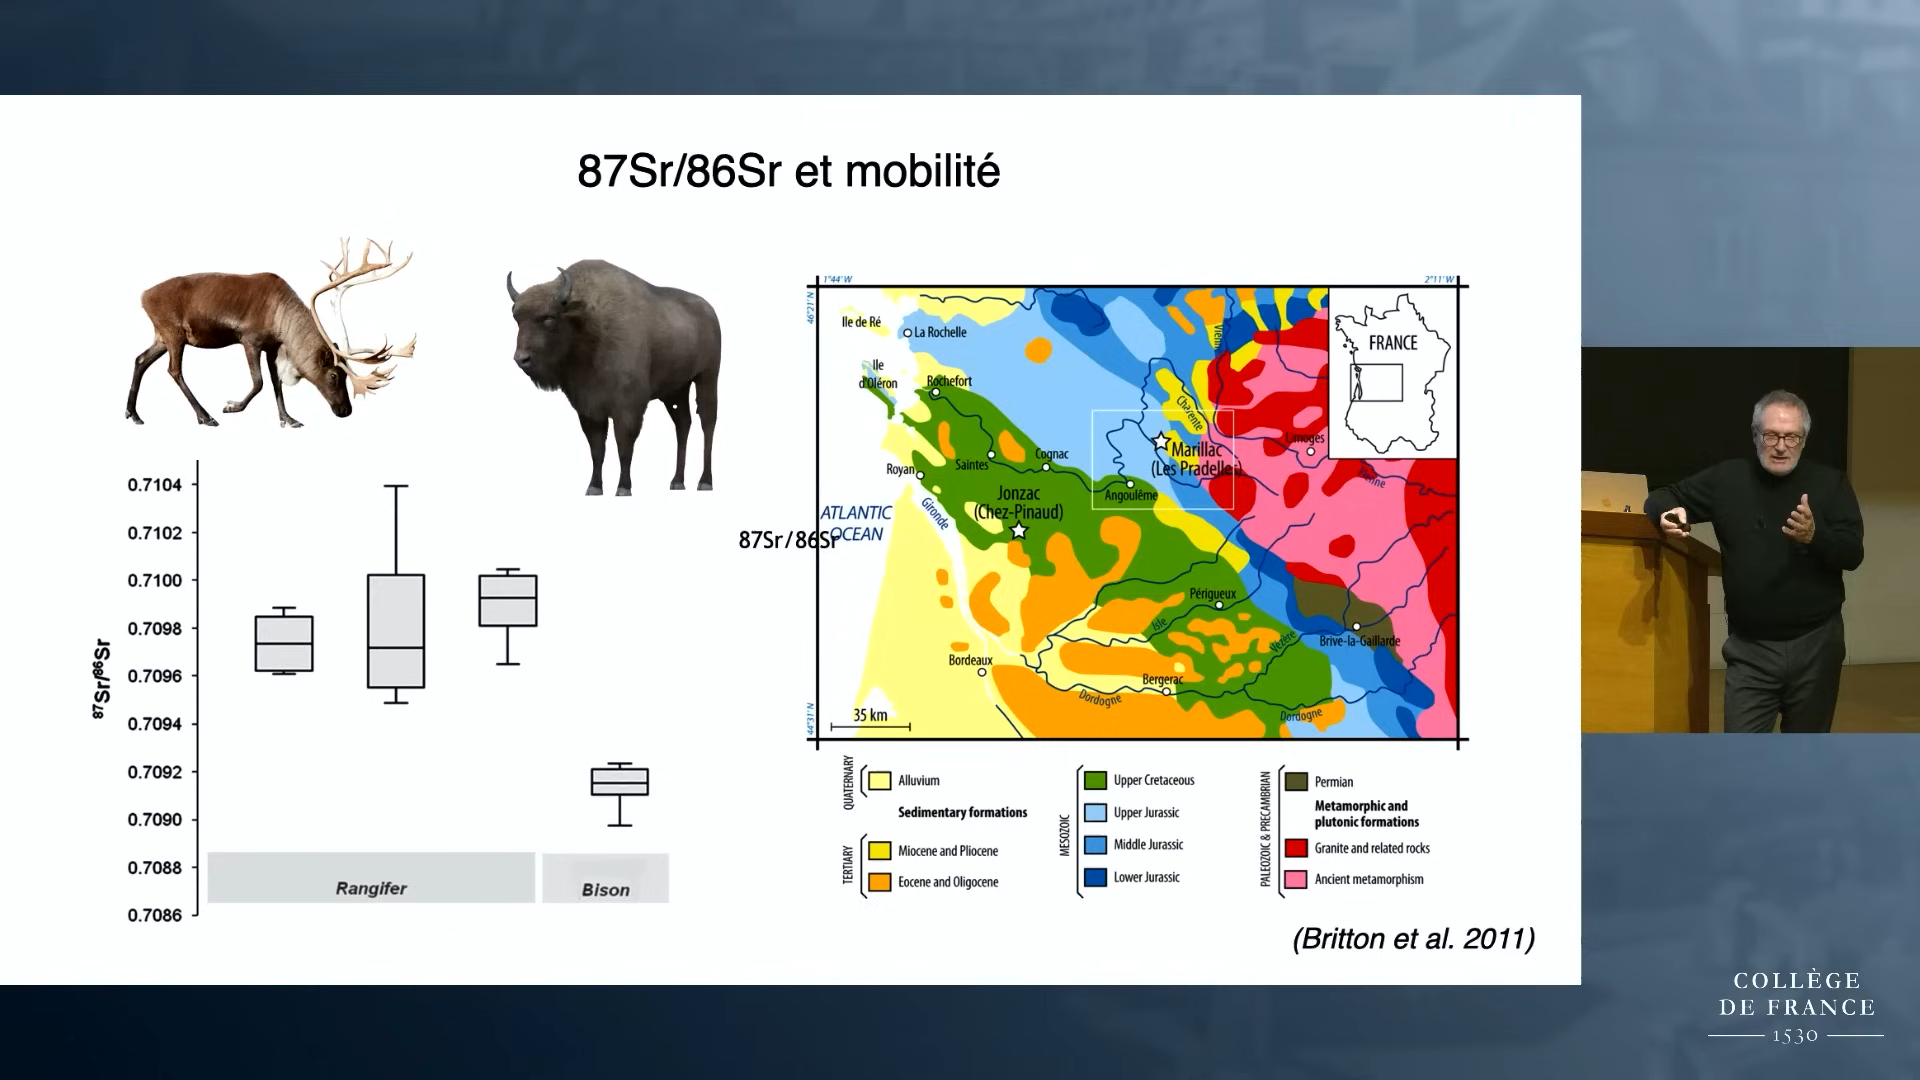 87Sr/86Sr et mobilité
0.7104
0.7102
0.7100
0.7098
0.7096
0.7094
0.7092
0.7090
0.7088
0.7086
87Sr/86Sr
Rangifer
Bison
87Sr/86Sr
1°44'W
2°11'W
46°21'N
44°31'N
Ile de Ré
La Rochelle
Ile
d'Oléron
Rochefort
Vienne
FRANCE
Charente
Marillac
(Les Pradelles)
Limoges
Vienne
Saintes
Cognac
Royan
Angoulême
Jonzac
(Chez-Pinaud)
Gironde
ATLANTIC
OCEAN
Périgueux
Isle
Vézère
Brive-la-Gaillarde
Bordeaux
Bergerac
Dordogne
Dordogne
35 km
QUATERNARY
Alluvium
Sedimentary formations
TERTIARY
Miocene and Pliocene
Eocene and Oligocene
MESOZOIC
Upper Cretaceous
Upper Jurassic
Middle Jurassic
Lower Jurassic
PALEOZOIC & PRECAMBRIAN
Permian
Metamorphic and
plutonic formations
Granite and related rocks
Ancient metamorphism
(Britton et al. 2011)
COLLÈGE
DE FRANCE
1530